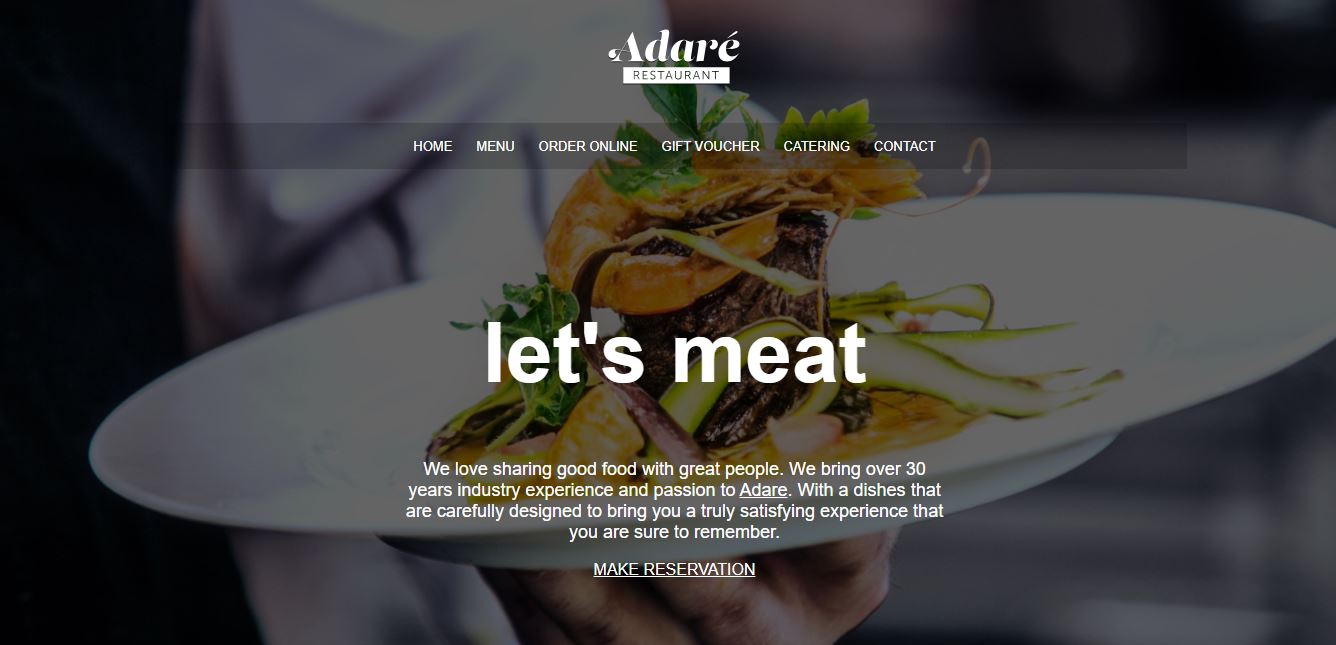 Adaré
RESTAURANT
HOME MENU ORDER ONLINE GIFT VOUCHER CATERING CONTACT
let's meat
We love sharing good food with great people. We bring over 30
years industry experience and passion to Adare. With a dishes that
are carefully designed to bring you a truly satisfying experience that
you are sure to remember.
MAKE RESERVATION